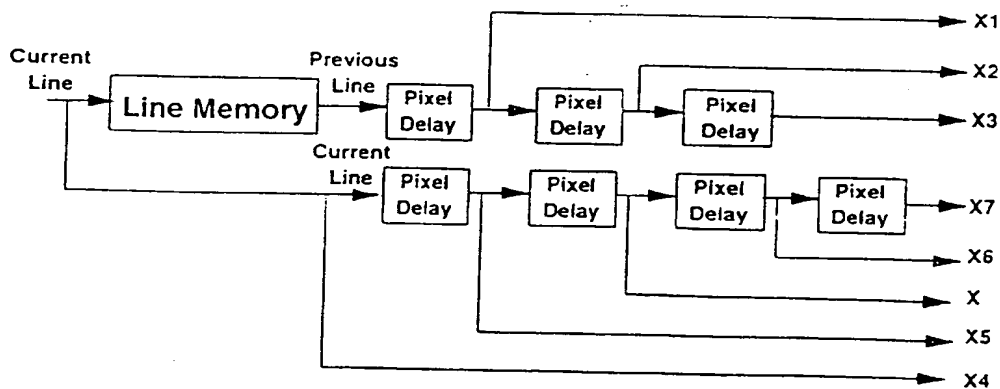 X1
Current
Line
Previous
Line
X2
Line Memory
Pixel
Delay
Pixel
Delay
Pixel
Delay
X3
Current
Line
Pixel
Delay
Pixel
Delay
Pixel
Delay
Pixel
Delay
X7
X6
X
X5
X4